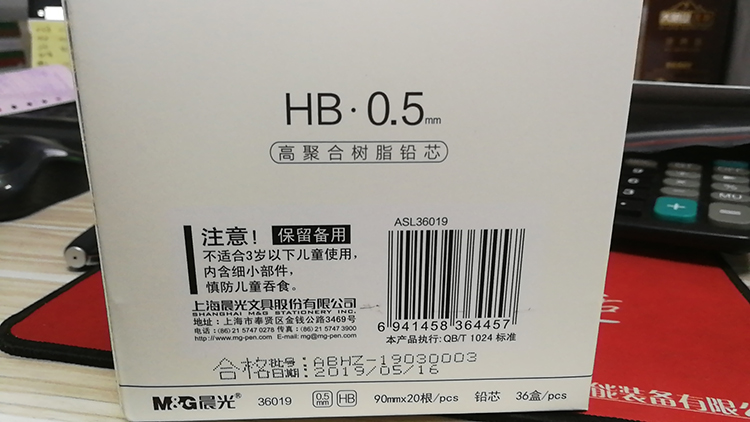 HB·0.5mm
高聚合树脂铅芯
注意! 保留备用
不适合3岁以下儿童使用,
内含细小部件,
慎防儿童吞食。
上海晨光文具股份有限公司
SHANGHAI M&G STATIONERY INC.
地址:上海市奉贤区金钱公路3469号
电话:(86) 21 5747 0278 传真:(86) 21 5747 3900
http://www.mg-pen.com E-mail: mg@mg-pen.com
ASL36019
6 941458 364457
本产品执行: QB/T 1024 标准
合格 批号: ABHZ-19030003
日期: 2019/05/16
M&G晨光® 36019 0.5mm HB 90mm×20根/pcs 铅芯 36盒/pcs
能装备有限